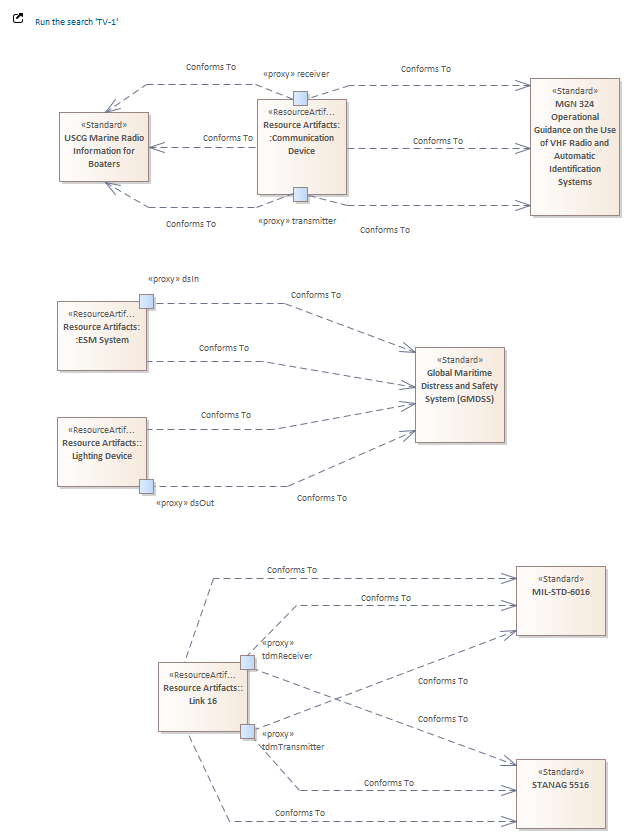 Run the search 'TV-1'
Conforms To
«proxy» receiver
Conforms To
«Standard»
USCG Marine Radio
Information for
Boaters
Conforms To
«ResourceArtif...
Resource Artifacts:
:Communication
Device
Conforms To
«Standard»
MGN 324
Operational
Guidance on the Use
of VHF Radio and
Automatic
Identification
Systems
Conforms To
«proxy» transmitter
Conforms To
«proxy» dsIn
Conforms To
«ResourceArtif...
Resource Artifacts:
:ESM System
Conforms To
«Standard»
Global Maritime
Distress and Safety
System (GMDSS)
Conforms To
«ResourceArtif...
Resource Artifacts::
Lighting Device
Conforms To
«proxy» dsOut
Conforms To
«Standard»
MIL-STD-6016
Conforms To
«proxy»
tdmReceiver
«ResourceArtif...
Resource Artifacts::
Link 16
Conforms To
Conforms To
«proxy»
tdmTransmitter
«Standard»
STANAG 5516
Conforms To
Conforms To